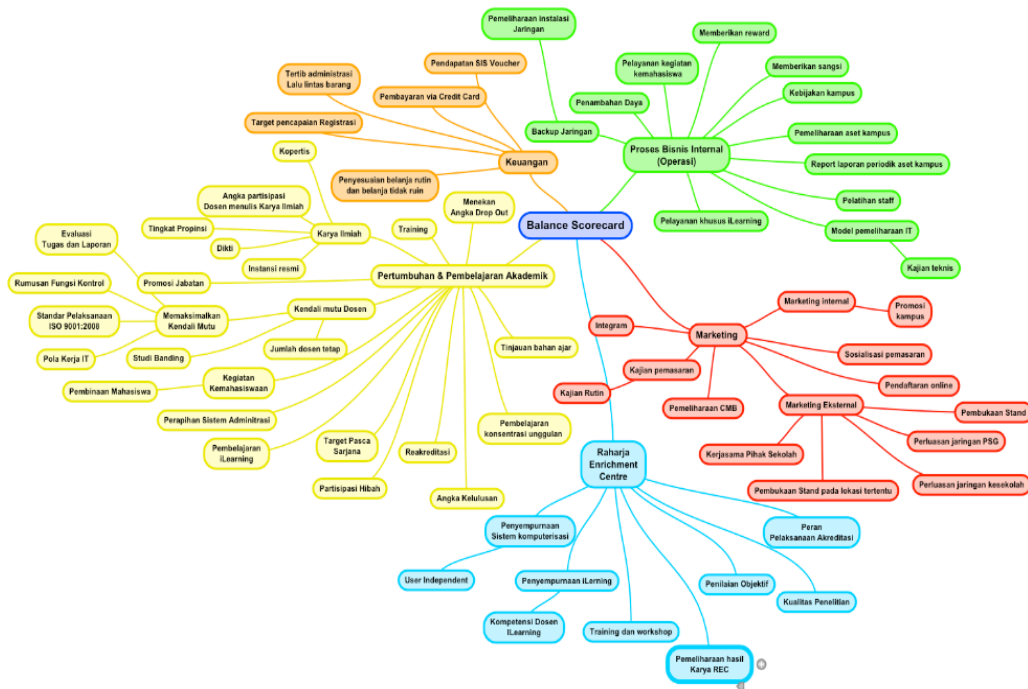 Pemeliharaan instalasi
Jaringan
Memberikan reward
Pendapatan SIS Voucher
Pelayanan kegiatan
kemahasiswa
Memberikan sangsi
Tertib administrasi
Lalu lintas barang
Kebijakan kampus
Pembayaran via Credit Card
Penambahan Daya
Target pencapaian Registrasi
Backup Jaringan
Pemeliharaan aset kampus
Proses Bisnis Internal
(Operasi)
Keuangan
Report laporan periodik aset kampus
Kopertis
Penyesuaian belanja rutin
dan belanja tidak ruin
Pelatihan staff
Angka partisipasi
Dosen menulis Karya Ilmiah
Menekan
Angka Drop Out
Pelayanan khusus iLearning
Balance Scorecard
Model pemeliharaan IT
Evaluasi
Tugas dan Laporan
Tingkat Propinsi
Karya Ilmiah
Training
Dikti
Instansi resmi
Kajian teknis
Pertumbuhan & Pembelajaran Akademik
Rumusan Fungsi Kontrol
Promosi Jabatan
Marketing internal
Promosi
kampus
Standar Pelaksanaan
ISO 9001:2008
Memaksimalkan
Kendali Mutu
Kendali mutu Dosen
Integram
Marketing
Pola Kerja IT
Studi Banding
Jumlah dosen tetap
Tinjauan bahan ajar
Sosialisasi pemasaran
Kajian pemasaran
Pembinaan Mahasiswa
Kegiatan
Kemahasiswaan
Kajian Rutin
Pendaftaran online
Pemeliharaan CMB
Marketing Eksternal
Pembukaan Stand
Perapihan Sistem Adminitrasi
Pembelajaran
konsentrasi unggulan
Perluasan jaringan PSG
Pembelajaran
iLearning
Target Pasca
Sarjana
Reakreditasi
Raharja
Enrichment
Centre
Kerjasama Pihak Sekolah
Partisipasi Hibah
Angka Kelulusan
Pembukaan Stand pada lokasi tertentu
Perluasan jaringen kesekolah
Penyempurnaan
Sistem komputerisasi
Peran
Pelaksanaan Akreditasi
User Independent
Penyempurnaan iLerning
Penilaian Objektif
Kualitas Penelitian
Kompetensi Dosen
ILearning
Training dan workshop
Pemeliharaan hasil
Karya REC